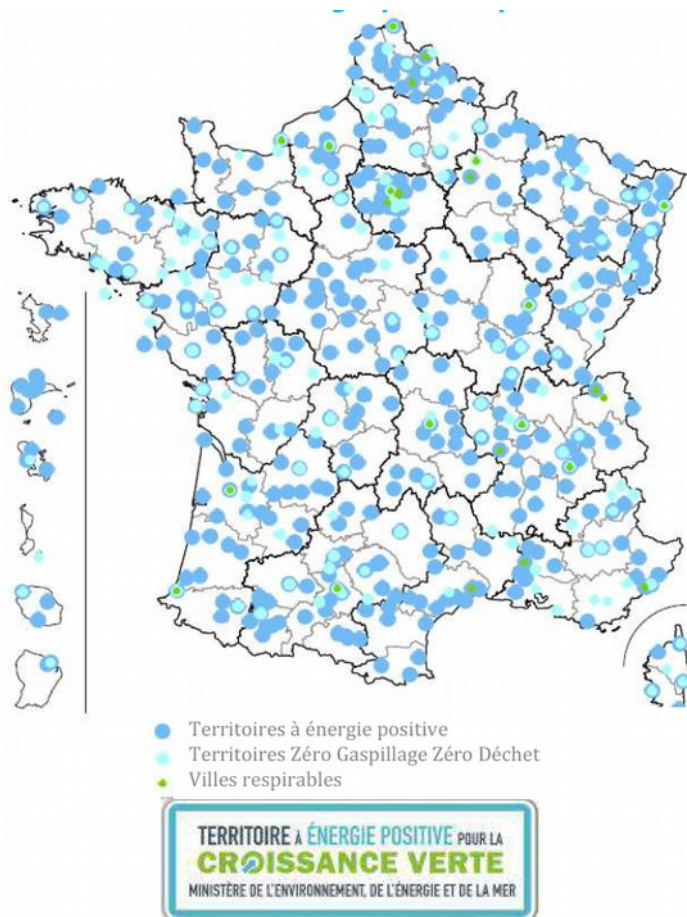 Territoires à énergie positive
Territoires Zéro Gaspillage Zéro Déchet
Villes respirables
TERRITOIRE À ÉNERGIE POSITIVE POUR LA
CROISSANCE VERTE
MINISTÈRE DE L'ENVIRONNEMENT, DE L'ÉNERGIE ET DE LA MER